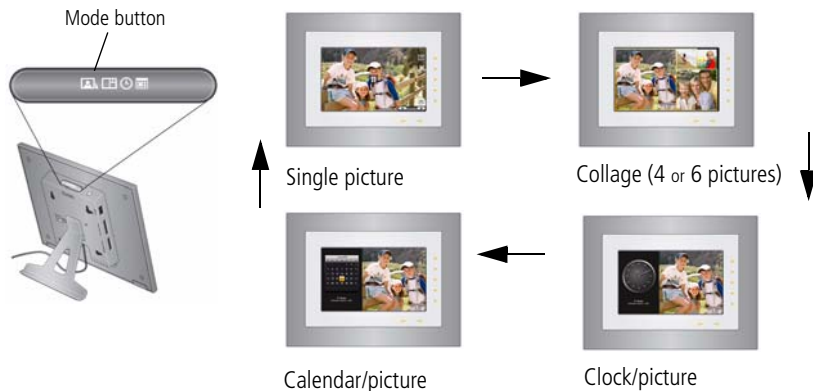 Mode button
Single picture
Collage (4 or 6 pictures)
Calendar/picture
Clock/picture